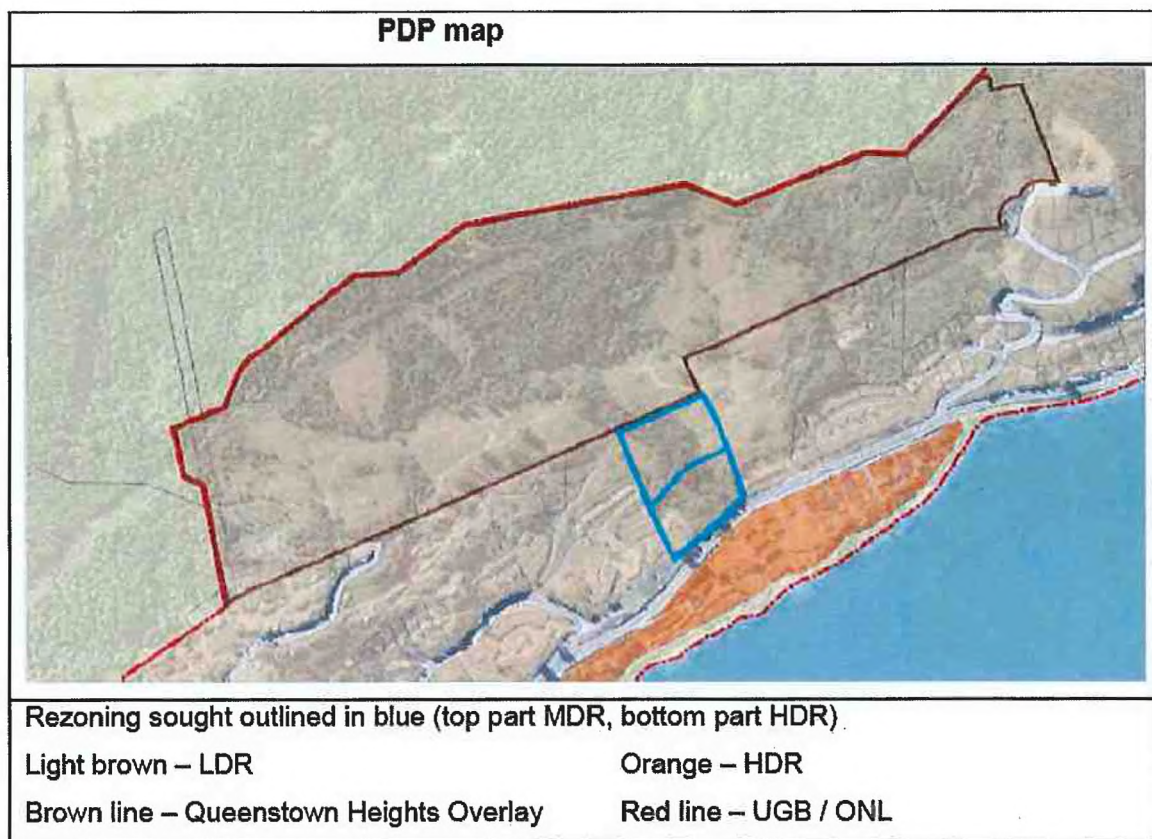 PDP map
Rezoning sought outlined in blue (top part MDR, bottom part HDR)
Light brown – LDR
Orange – HDR
Brown line – Queenstown Heights Overlay
Red line – UGB / ONL